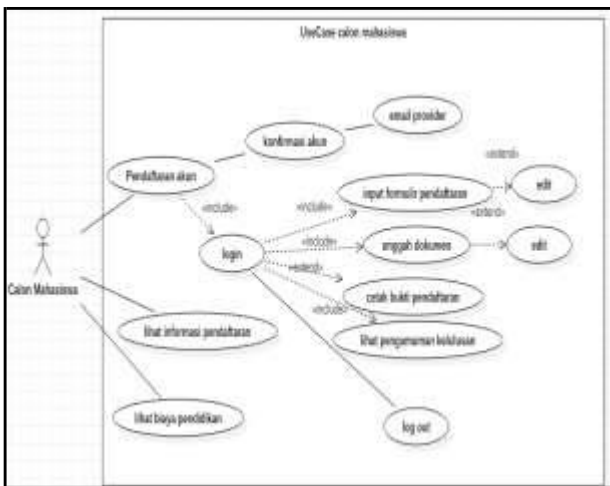 UseCase calon mahasiswa
email provider
konfirmasi akun
Pendaftaran akun
«extend»
input formulir pendaftaran
edit
«include»
«include»
«extend»
login
«include»
unggah dokumen
edit
«extend»
Calon Mahasiswa
cetak bukti pendaftaran
«include»
lihat informasi pendaftaran
lihat pengumuman kelulusan
lihat biaya pendidikan
log out